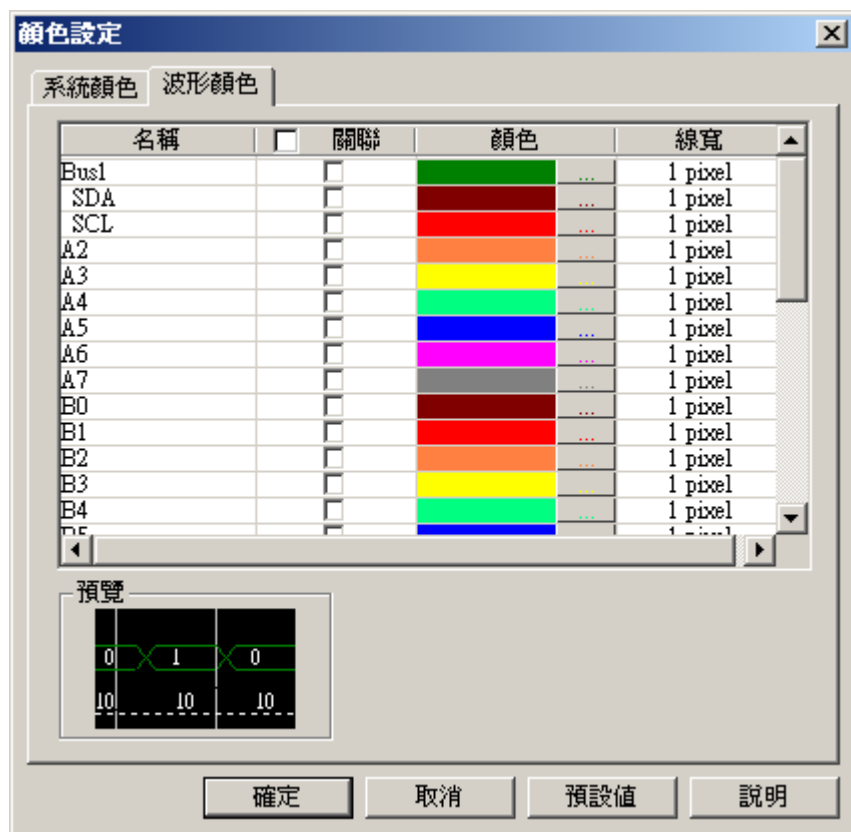 顏色設定
系統顏色 波形顏色
名稱 關聯 顏色 線寬
Bus1 ... 1 pixel
SDA ... 1 pixel
SCL ... 1 pixel
A2 ... 1 pixel
A3 ... 1 pixel
A4 ... 1 pixel
A5 ... 1 pixel
A6 ... 1 pixel
A7 ... 1 pixel
B0 ... 1 pixel
B1 ... 1 pixel
B2 ... 1 pixel
B3 ... 1 pixel
B4 ... 1 pixel
預覽
0 1 0
10 10 10
確定 取消 預設值 說明